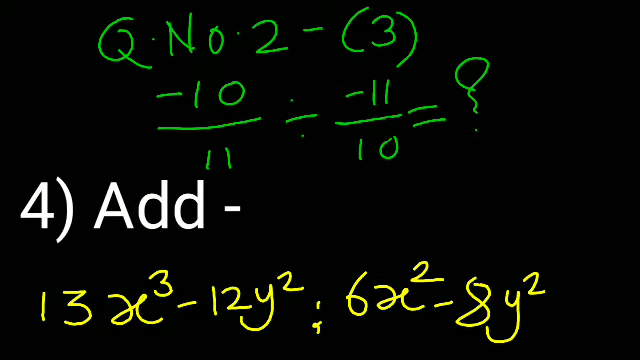 Q.No.2-(3)
-10/11 ÷ -11/10 = ?
4) Add -
13x³-12y² ; 6x²-8y²